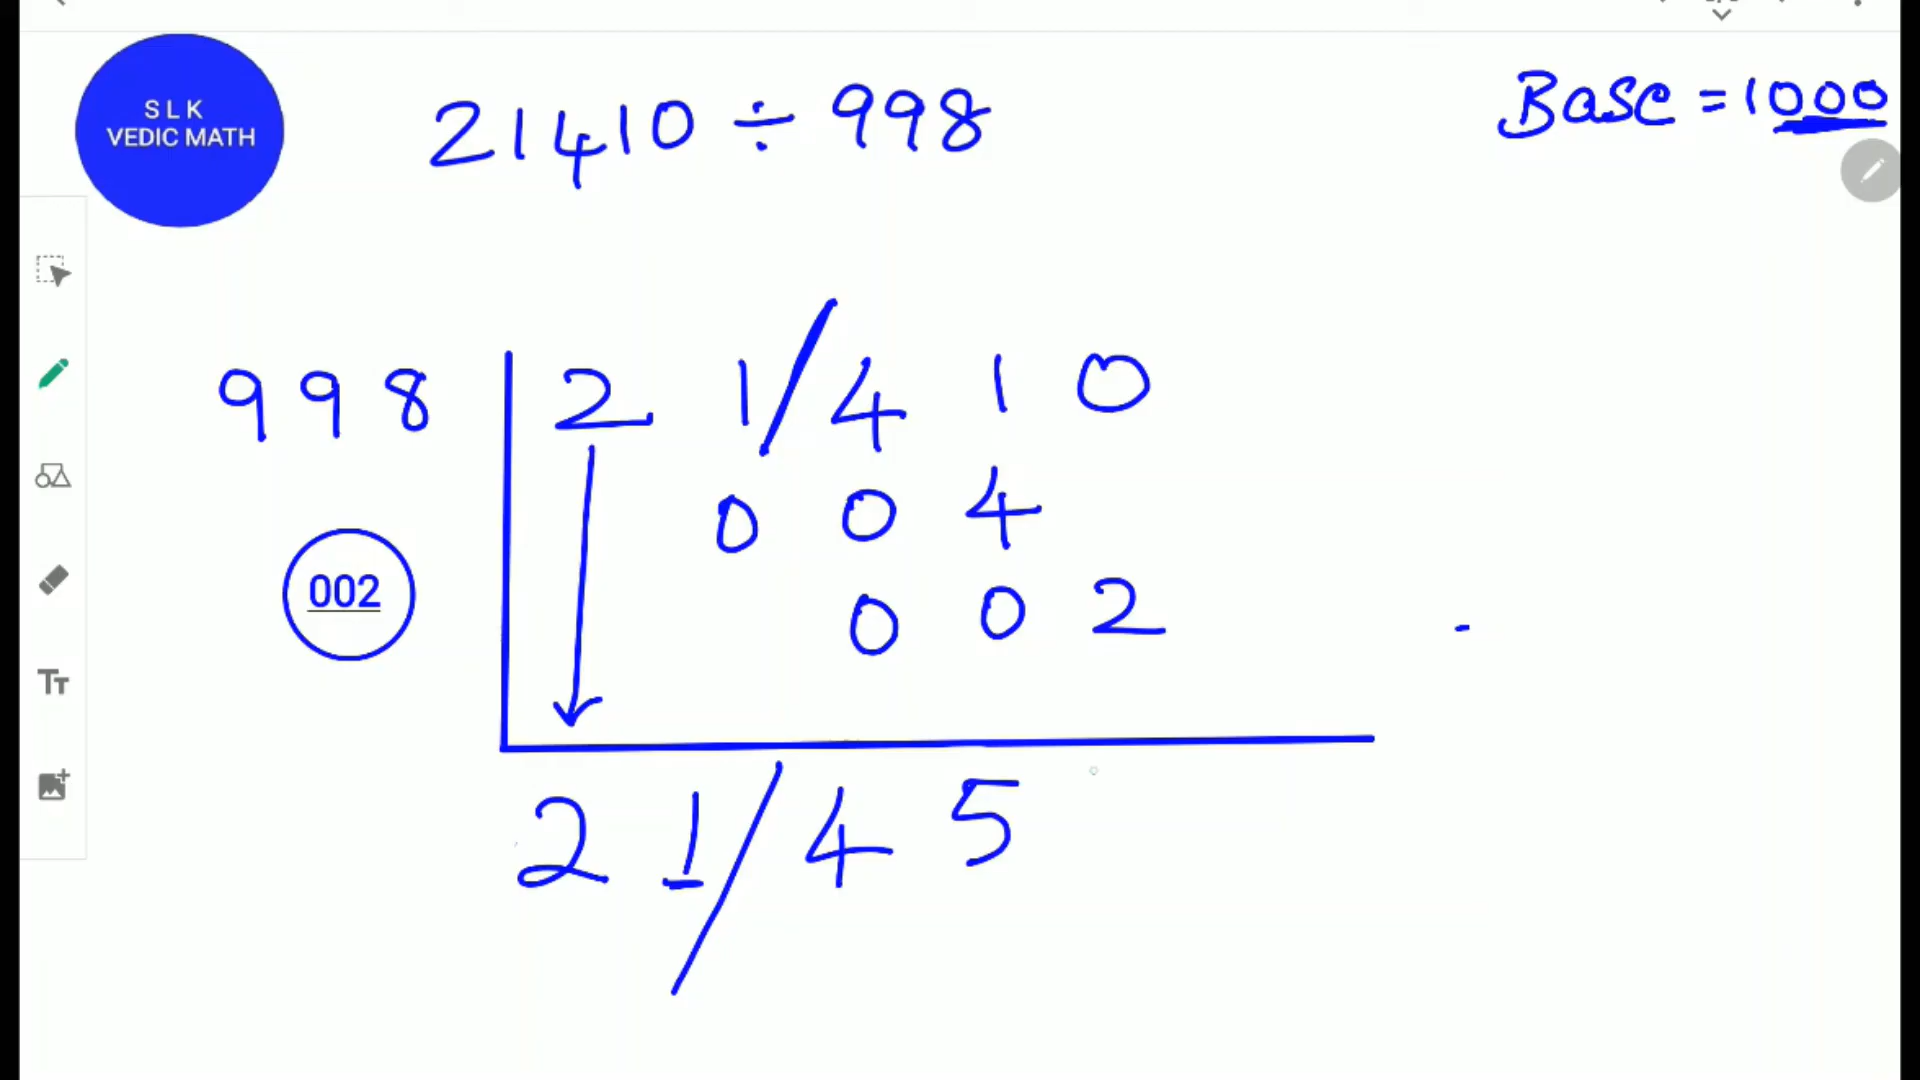 S L K
VEDIC MATH
21410 ÷ 998
BaSe = 1000
998 2 1 / 4 1 0
0 0 4
002 0 0 2
2 1 / 4 5
TT